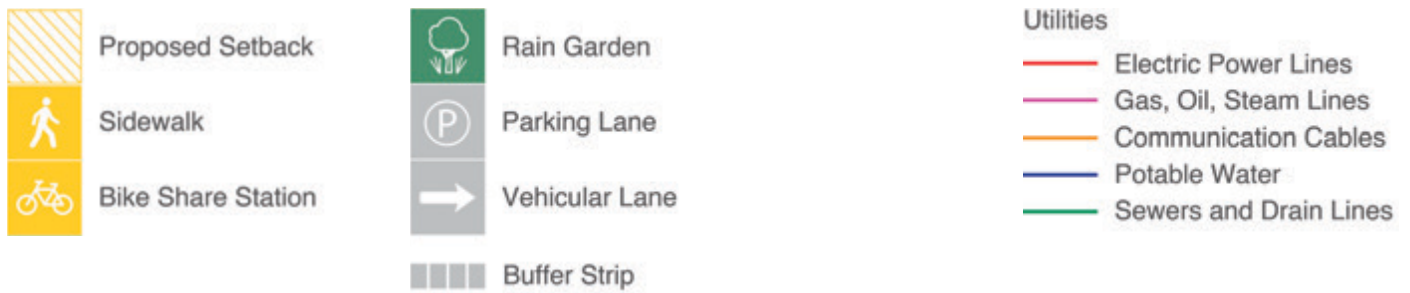 Proposed Setback
Sidewalk
Bike Share Station
Rain Garden
P
Parking Lane
Vehicular Lane
Buffer Strip
Utilities
Electric Power Lines
Gas, Oil, Steam Lines
Communication Cables
Potable Water
Sewers and Drain Lines